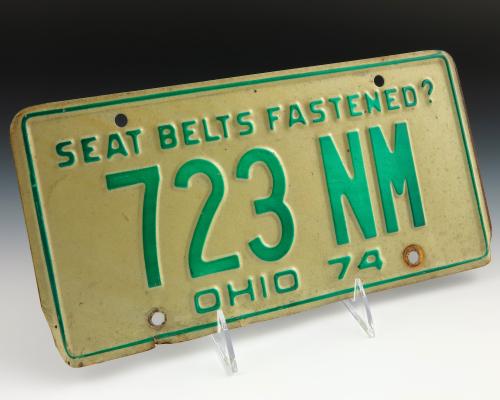 SEAT BELTS FASTENED?
723 NM
OHIO 74